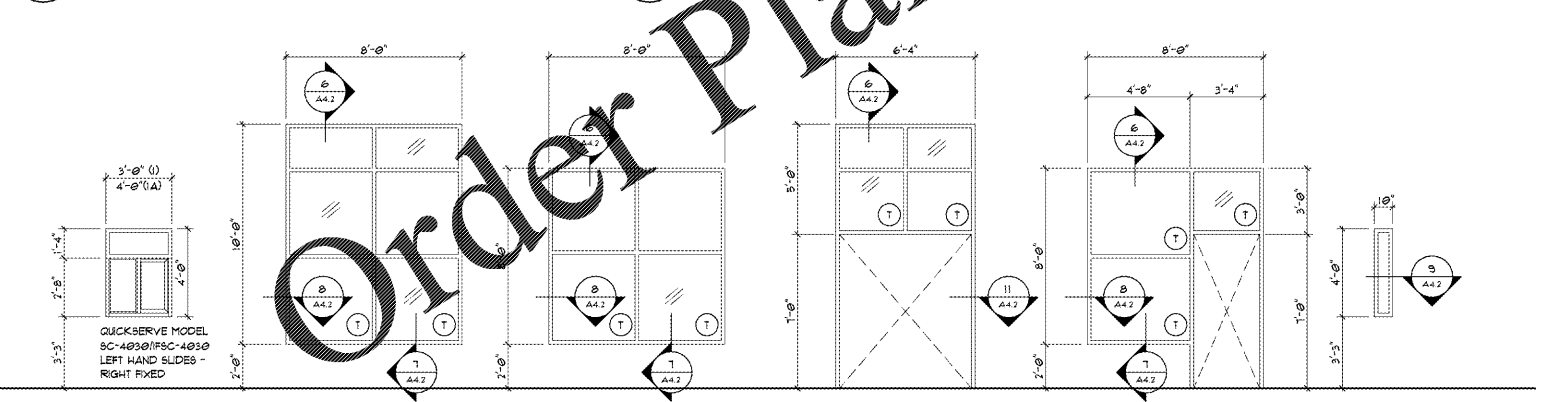 3'-0" (1)
4'-0"(1A)
1'-4"
2'-8"
4'-0"
3'-3"
QUICKSERVE MODEL
SC-4030/IFSC-4030
LEFT HAND SLIDES -
RIGHT FIXED
8'-0"
6
A4.2
10'-0"
2'-0"
8
A4.2
T
T
7
A4.2
8'-0"
6
A4.2
2'-0"
8
A4.2
T
T
7
A4.2
6'-4"
6
A4.2
T
T
7'-0"
11
A4.2
8'-0"
4'-8"
3'-4"
6
A4.2
T
T
8'-0"
3'-0"
7'-0"
2'-0"
8
A4.2
T
7
A4.2
10"
4'-0"
3'-3"
9
A4.2
Order Pla